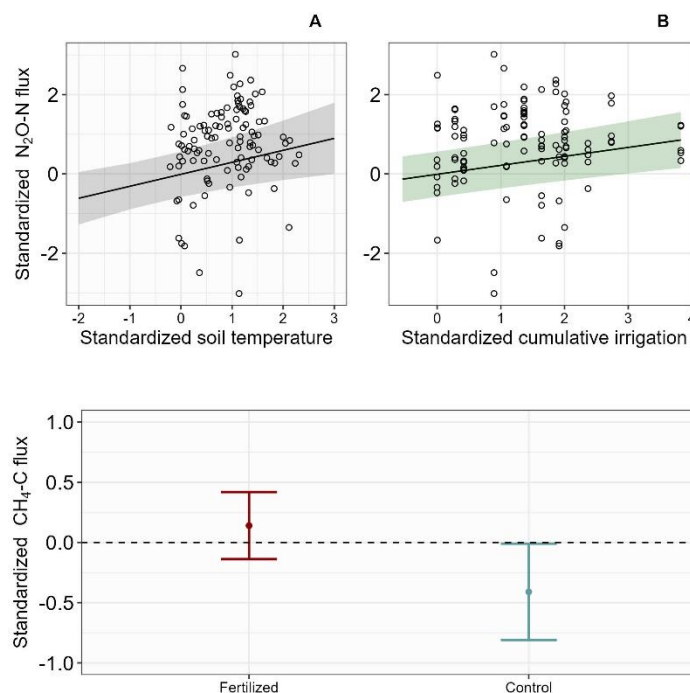 A
B
Standardized N₂O-N flux
2
0
-2
-2 -1 0 1 2 3
0 1 2 3 4
Standardized soil temperature
Standardized cumulative irrigation
Standardized CH₄-C flux
1.0
0.5
0.0
-0.5
-1.0
Fertilized
Control
2
0
-2